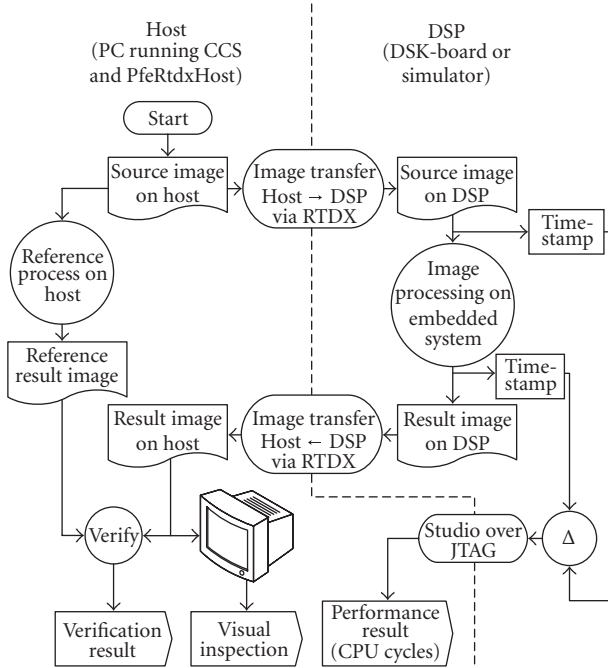 Host
(PC running CCS
and PfeRtdxHost)
DSP
(DSK-board or
simulator)
Start
Source image
on host
Image transfer
Host → DSP
via RTDX
Source image
on DSP
Time-
stamp
Reference
process on
host
Image
processing on
embedded
system
Reference
result image
Time-
stamp
Result image
on host
Image transfer
Host ← DSP
via RTDX
Result image
on DSP
Verify
Studio over
JTAG
Δ
Verification
result
Visual
inspection
Performance
result
(CPU cycles)